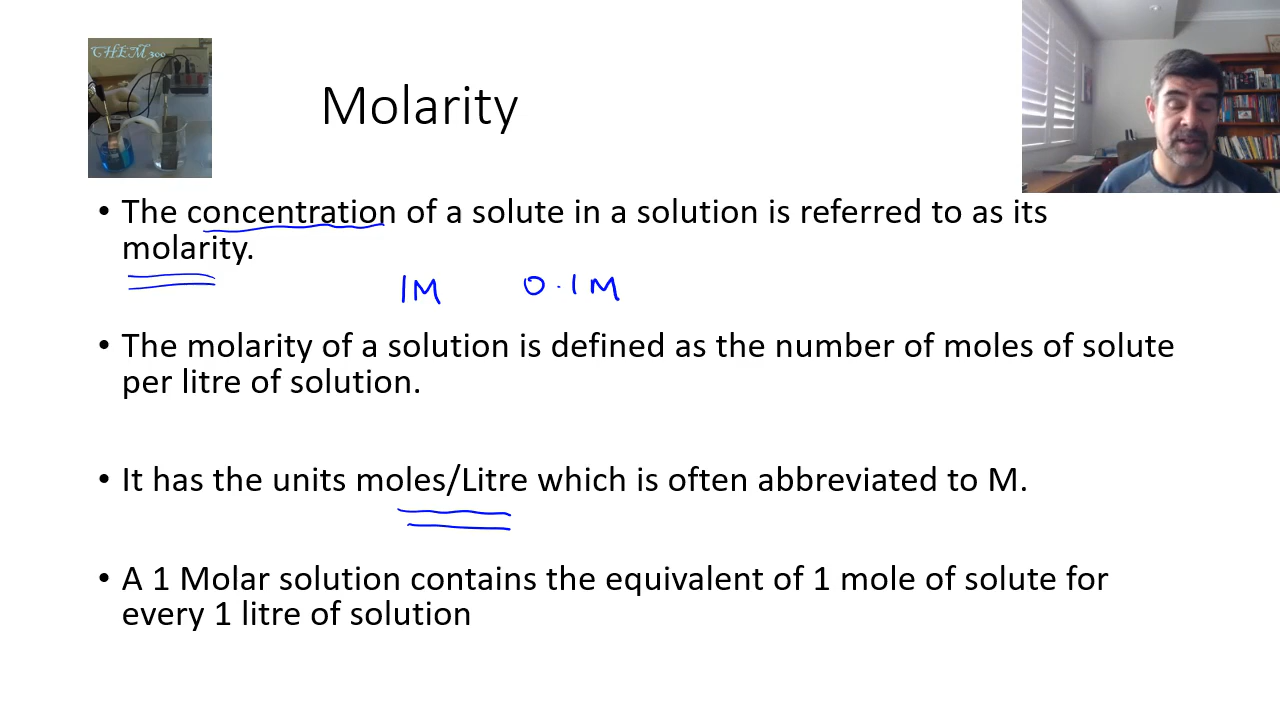 CHEM300
Molarity
• The concentration of a solute in a solution is referred to as its
molarity.
1M 0.1M
• The molarity of a solution is defined as the number of moles of solute
per litre of solution.
• It has the units moles/Litre which is often abbreviated to M.
• A 1 Molar solution contains the equivalent of 1 mole of solute for
every 1 litre of solution